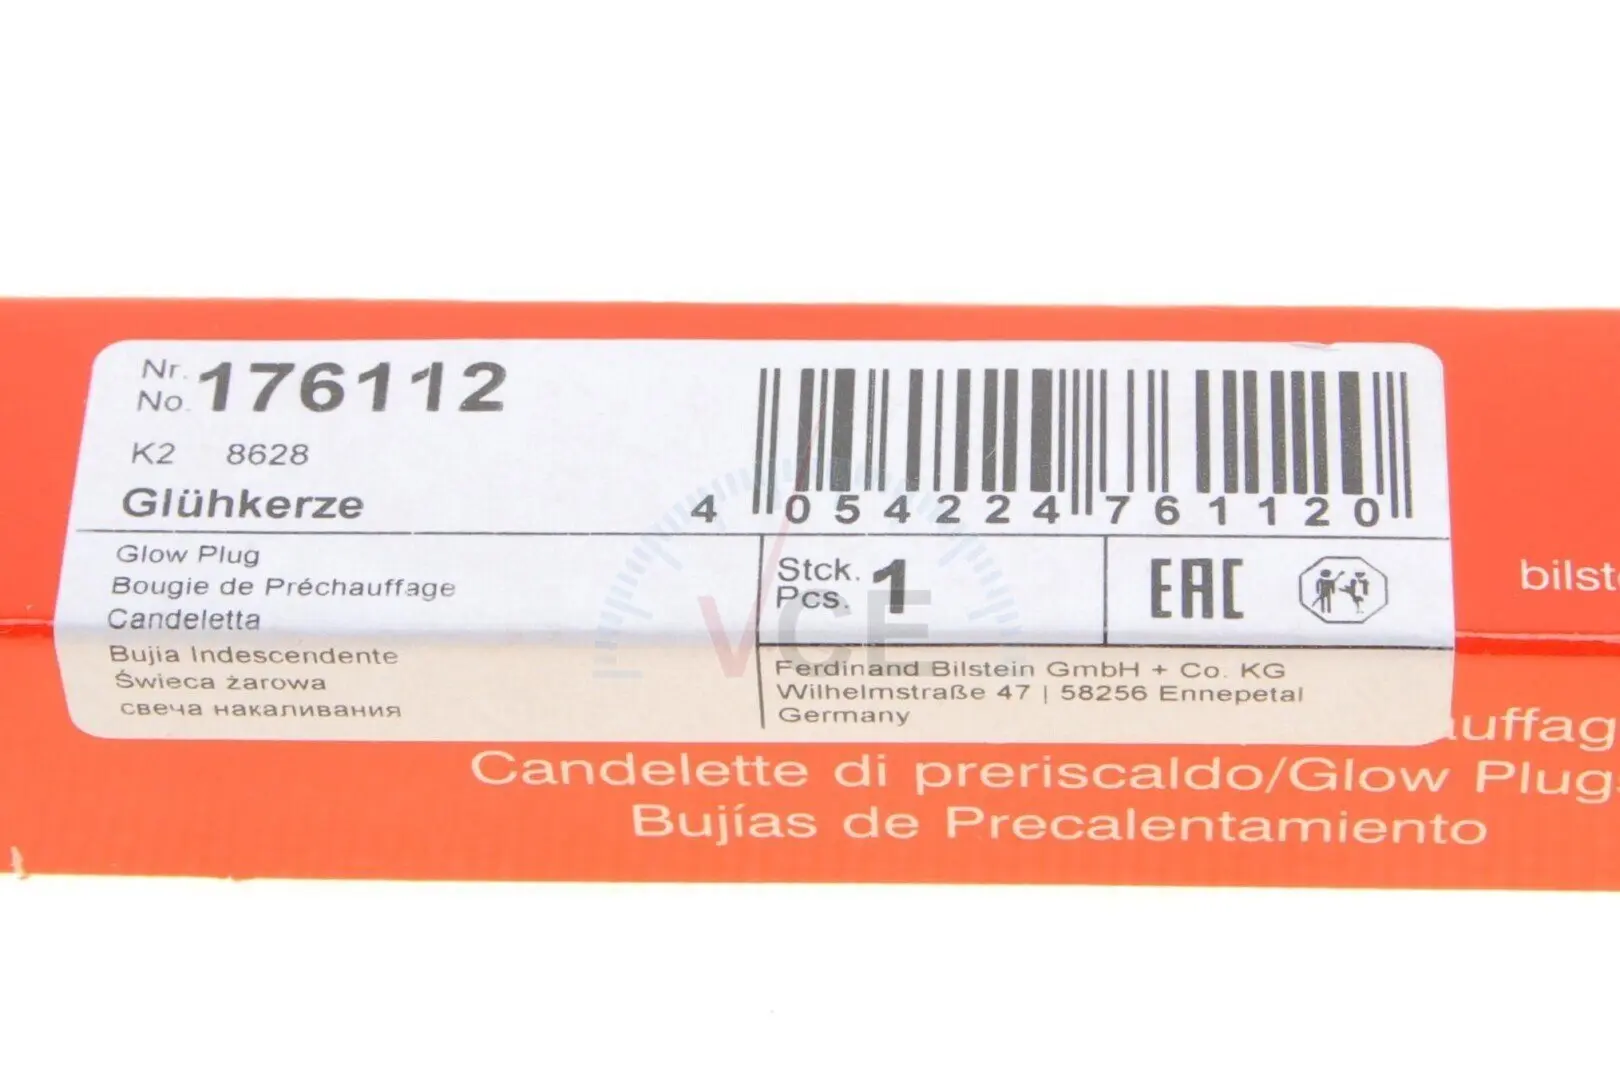 Nr. 176112
No.
K2 8628
Glühkerze
4 054224 761120
Glow Plug
Bougie de Préchauffage
Candeletta
Bujia Indescendente
Świeca żarowa
свеча накаливания
Stck. 1
Pcs.
EAC
Ferdinand Bilstein GmbH + Co. KG
Wilhelmstraße 47 | 58256 Ennepetal
Germany
VCE
Candelette di preriscaldo/Glow Plugs
Bujías de Precalentamiento